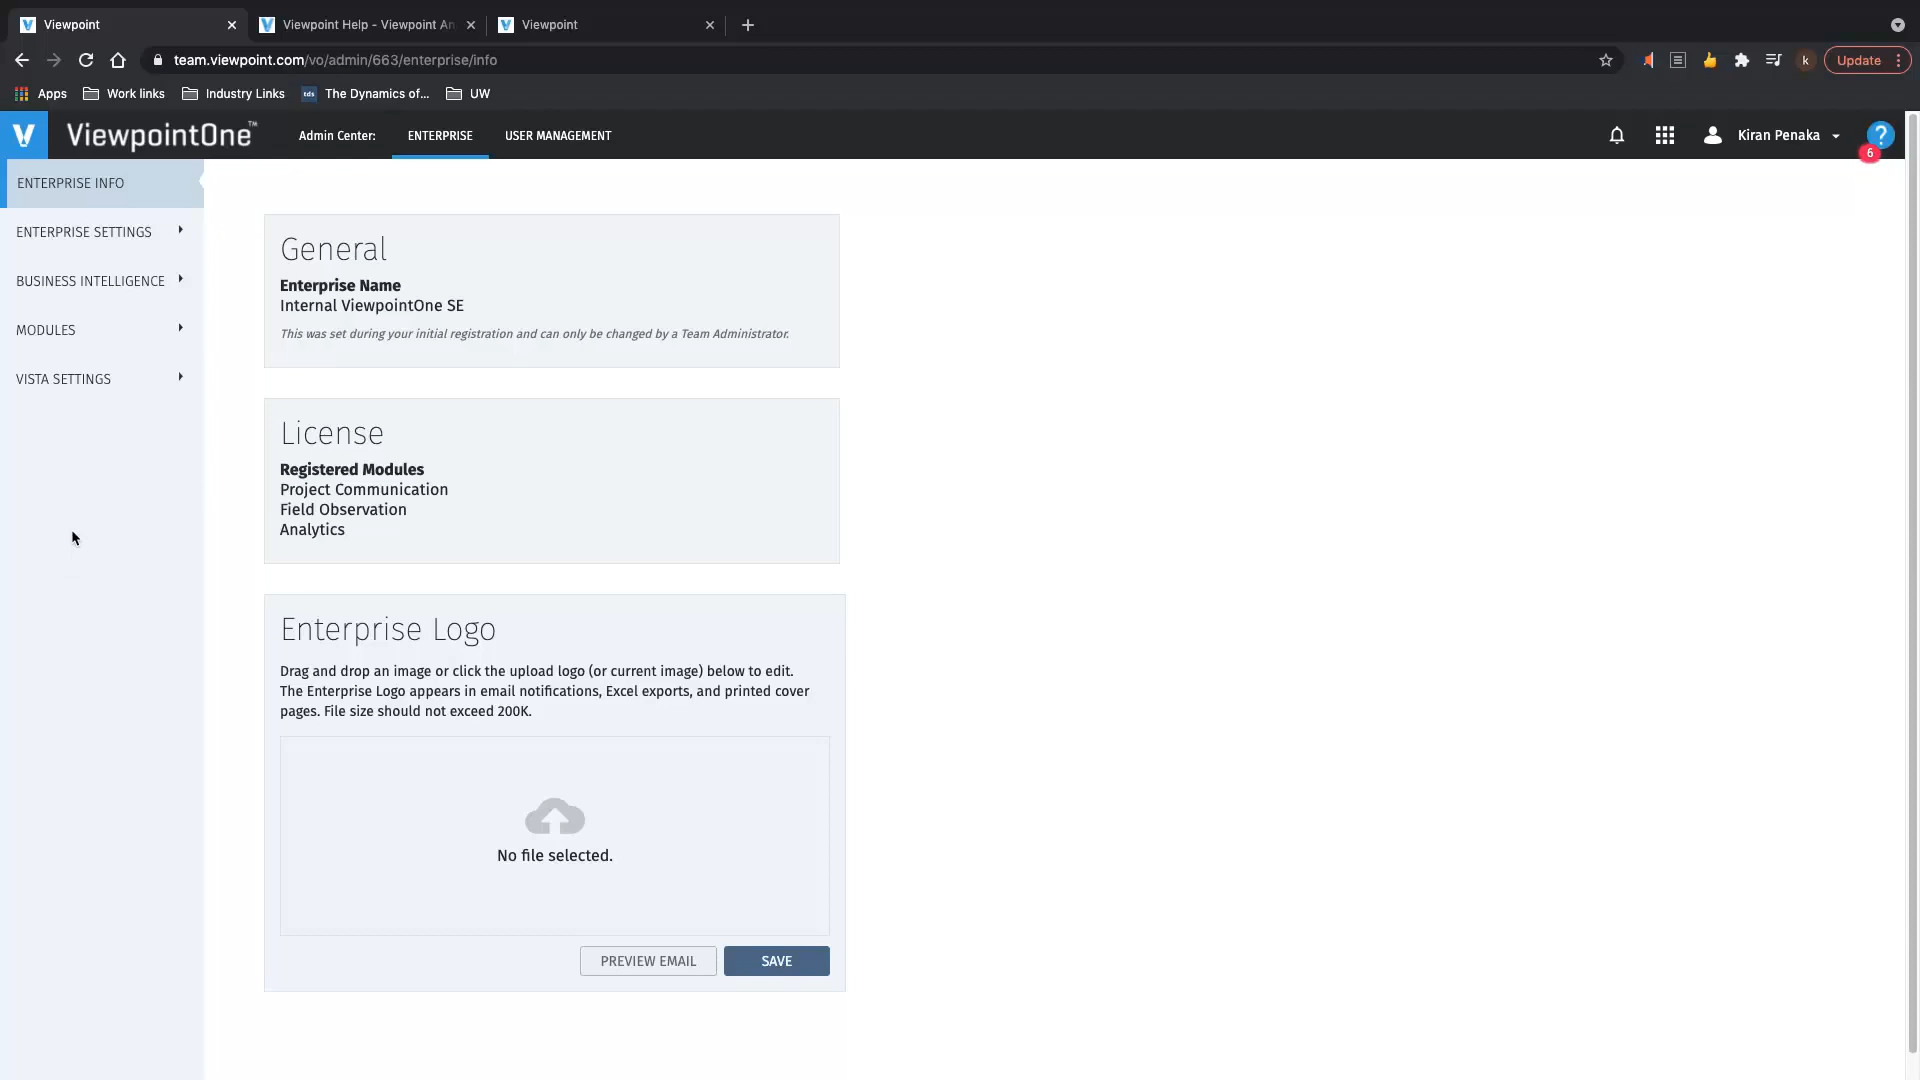 Viewpoint
Viewpoint Help - Viewpoint An
Viewpoint
team.viewpoint.com/vo/admin/663/enterprise/info
k
Update
Apps
Work links
Industry Links
tds
The Dynamics of...
UW
V
ViewpointOne™
Admin Center:
ENTERPRISE
USER MANAGEMENT
Kiran Penaka
?
6
ENTERPRISE INFO
ENTERPRISE SETTINGS
BUSINESS INTELLIGENCE
MODULES
VISTA SETTINGS
General
Enterprise Name
Internal ViewpointOne SE
This was set during your initial registration and can only be changed by a Team Administrator.
License
Registered Modules
Project Communication
Field Observation
Analytics
Enterprise Logo
Drag and drop an image or click the upload logo (or current image) below to edit.
The Enterprise Logo appears in email notifications, Excel exports, and printed cover
pages. File size should not exceed 200K.
No file selected.
PREVIEW EMAIL
SAVE